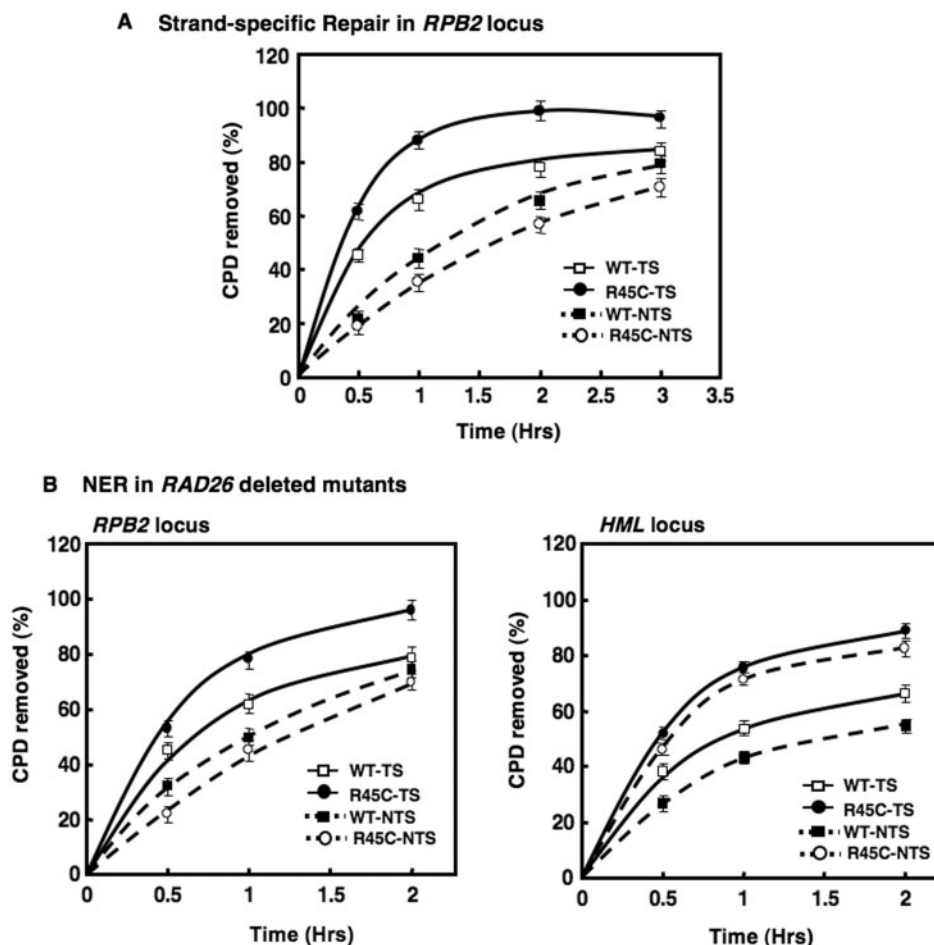 A Strand-specific Repair in RPB2 locus
120
100
80
60
40
20
0
CPD removed (%)
WT-TS
R45C-TS
WT-NTS
R45C-NTS
0 0.5 1 1.5 2 2.5 3 3.5
Time (Hrs)
B NER in RAD26 deleted mutants
RPB2 locus
120
100
80
60
40
20
0
CPD removed (%)
WT-TS
R45C-TS
WT-NTS
R45C-NTS
0 0.5 1 1.5 2
Time (Hrs)
HML locus
120
100
80
60
40
20
0
CPD removed (%)
WT-TS
R45C-TS
WT-NTS
R45C-NTS
0 0.5 1 1.5 2
Time (Hrs)